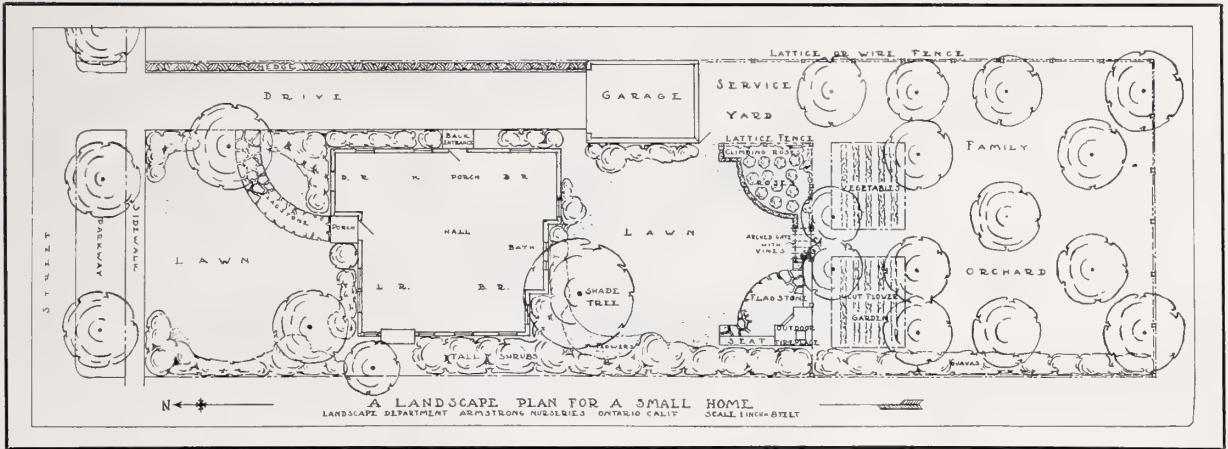 LATTICE OR WIRE FENCE
EDGE
DRIVE
GARAGE
SERVICE
YARD
BACK
ENTRANCE
LATTICE FENCE
CLIMBING ROSES
ROSES
FAMILY
VEGETABLES
D. R.
K
PORCH
B R
FLAGSTONE
PORCH
HALL
BATH
LAWN
LAWN
ARCHED GATE
WITH
VINES
STREET
PARKWAY
SIDEWALK
L R.
B R.
SHADE
TREE
FLAGSTONE
ORCHARD
CUT FLOWER
GARDEN
OUTDOOR
FIREPLACE
SEAT
FLOWERS
TALL SHRUBS
GUAVAS
N
A LANDSCAPE PLAN FOR A SMALL HOME
LANDSCAPE DEPARTMENT ARMSTRONG NURSERIES ONTARIO CALIF SCALE 1 INCH = 8 FEET